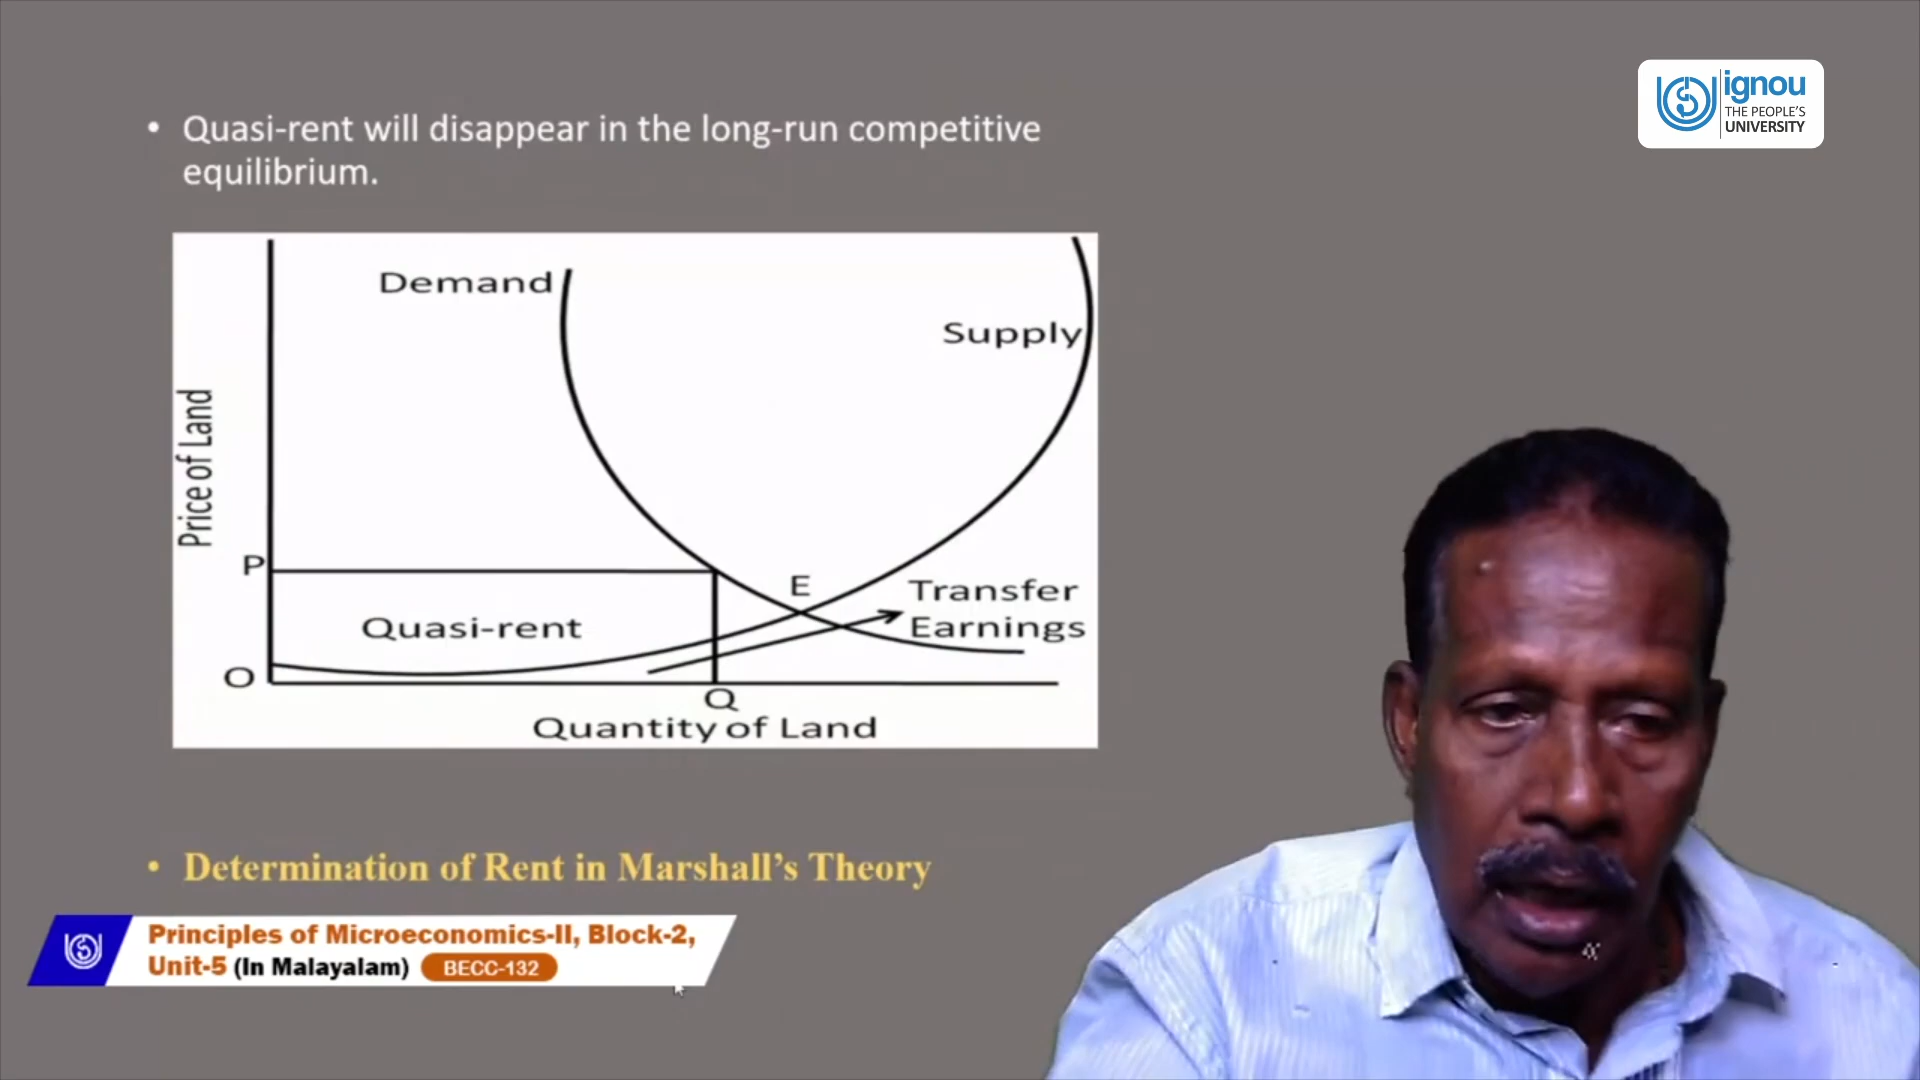 ignou
THE PEOPLE'S
UNIVERSITY
• Quasi-rent will disappear in the long-run competitive
equilibrium.
Demand
Supply
Price of Land
P
E
Transfer
Earnings
Quasi-rent
O
Q
Quantity of Land
• Determination of Rent in Marshall's Theory
Principles of Microeconomics-II, Block-2,
Unit-5 (In Malayalam) BECC-132